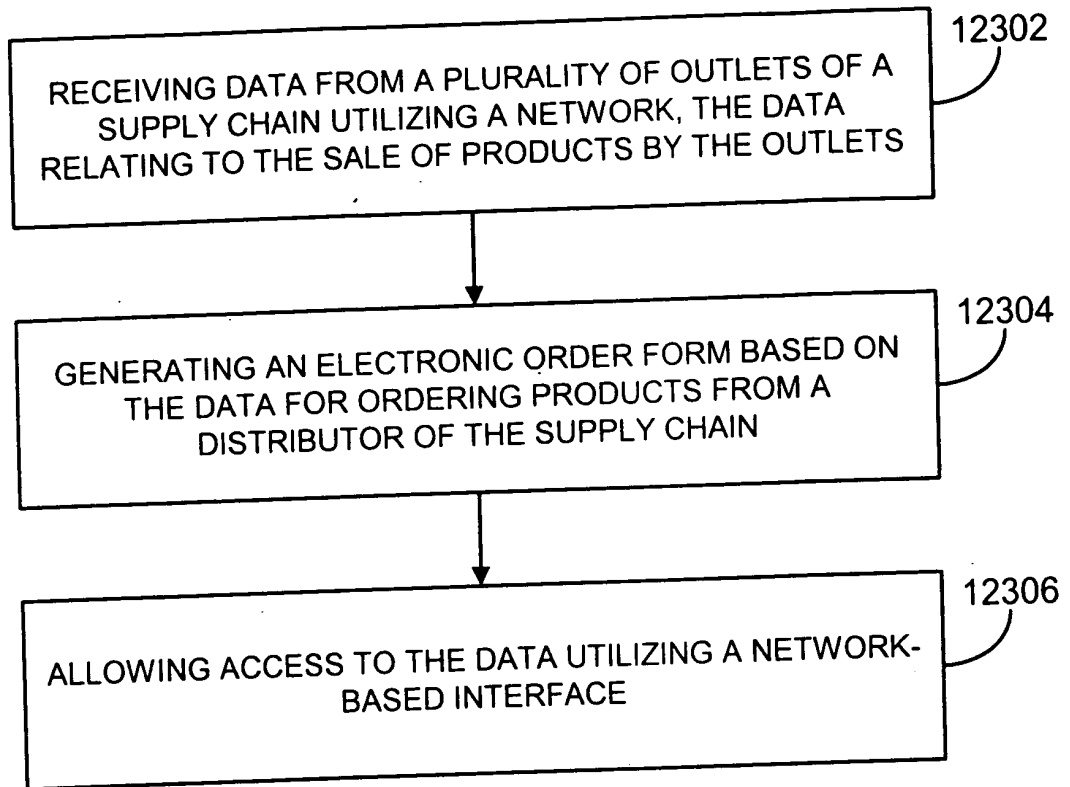 12302
RECEIVING DATA FROM A PLURALITY OF OUTLETS OF A
SUPPLY CHAIN UTILIZING A NETWORK, THE DATA
RELATING TO THE SALE OF PRODUCTS BY THE OUTLETS
12304
GENERATING AN ELECTRONIC ORDER FORM BASED ON
THE DATA FOR ORDERING PRODUCTS FROM A
DISTRIBUTOR OF THE SUPPLY CHAIN
12306
ALLOWING ACCESS TO THE DATA UTILIZING A NETWORK-
BASED INTERFACE